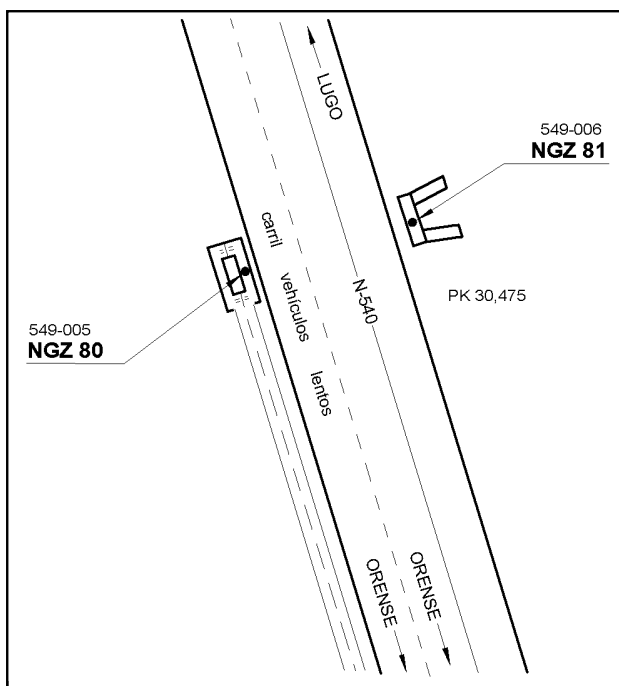 LUGO
549-006
NGZ 81
carril
vehículos
lentos
N-540
PK 30,475
549-005
NGZ 80
ORENSE
ORENSE